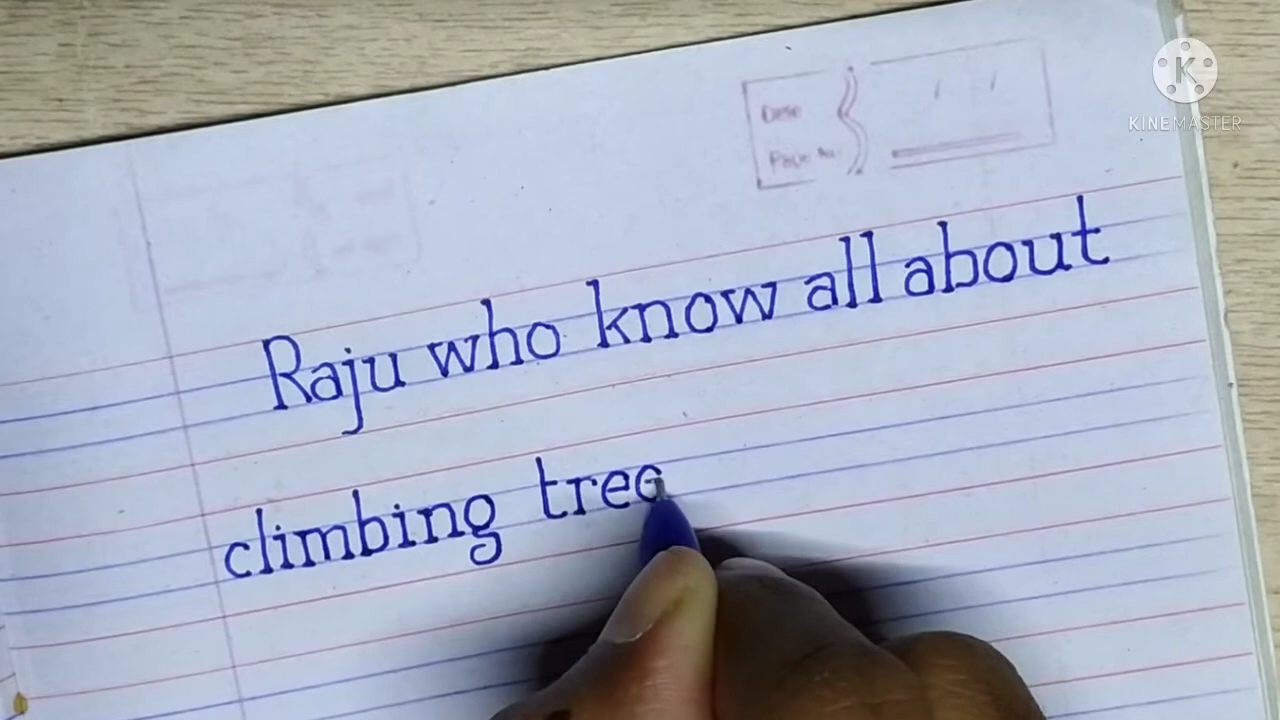 KINEMASTER
Date
Page No.
Raju who know all about
climbing tree